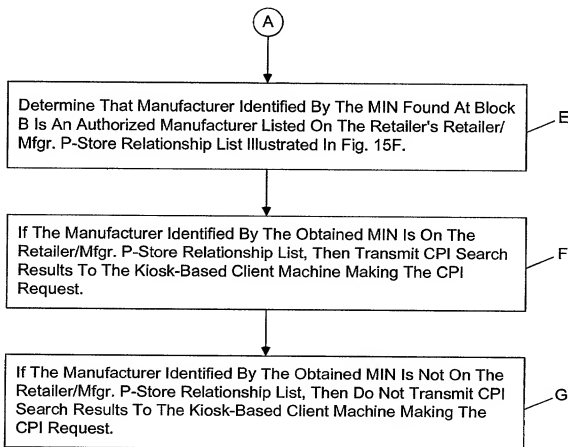 A
Determine That Manufacturer Identified By The MIN Found At Block
B Is An Authorized Manufacturer Listed On The Retailer's Retailer/
Mfgr. P-Store Relationship List Illustrated In Fig. 15F.
E
If The Manufacturer Identified By The Obtained MIN Is On The
Retailer/Mfgr. P-Store Relationship List, Then Transmit CPI Search
Results To The Kiosk-Based Client Machine Making The CPI
Request.
F
If The Manufacturer Identified By The Obtained MIN Is Not On The
Retailer/Mfgr. P-Store Relationship List, Then Do Not Transmit CPI
Search Results To The Kiosk-Based Client Machine Making The
CPI Request.
G